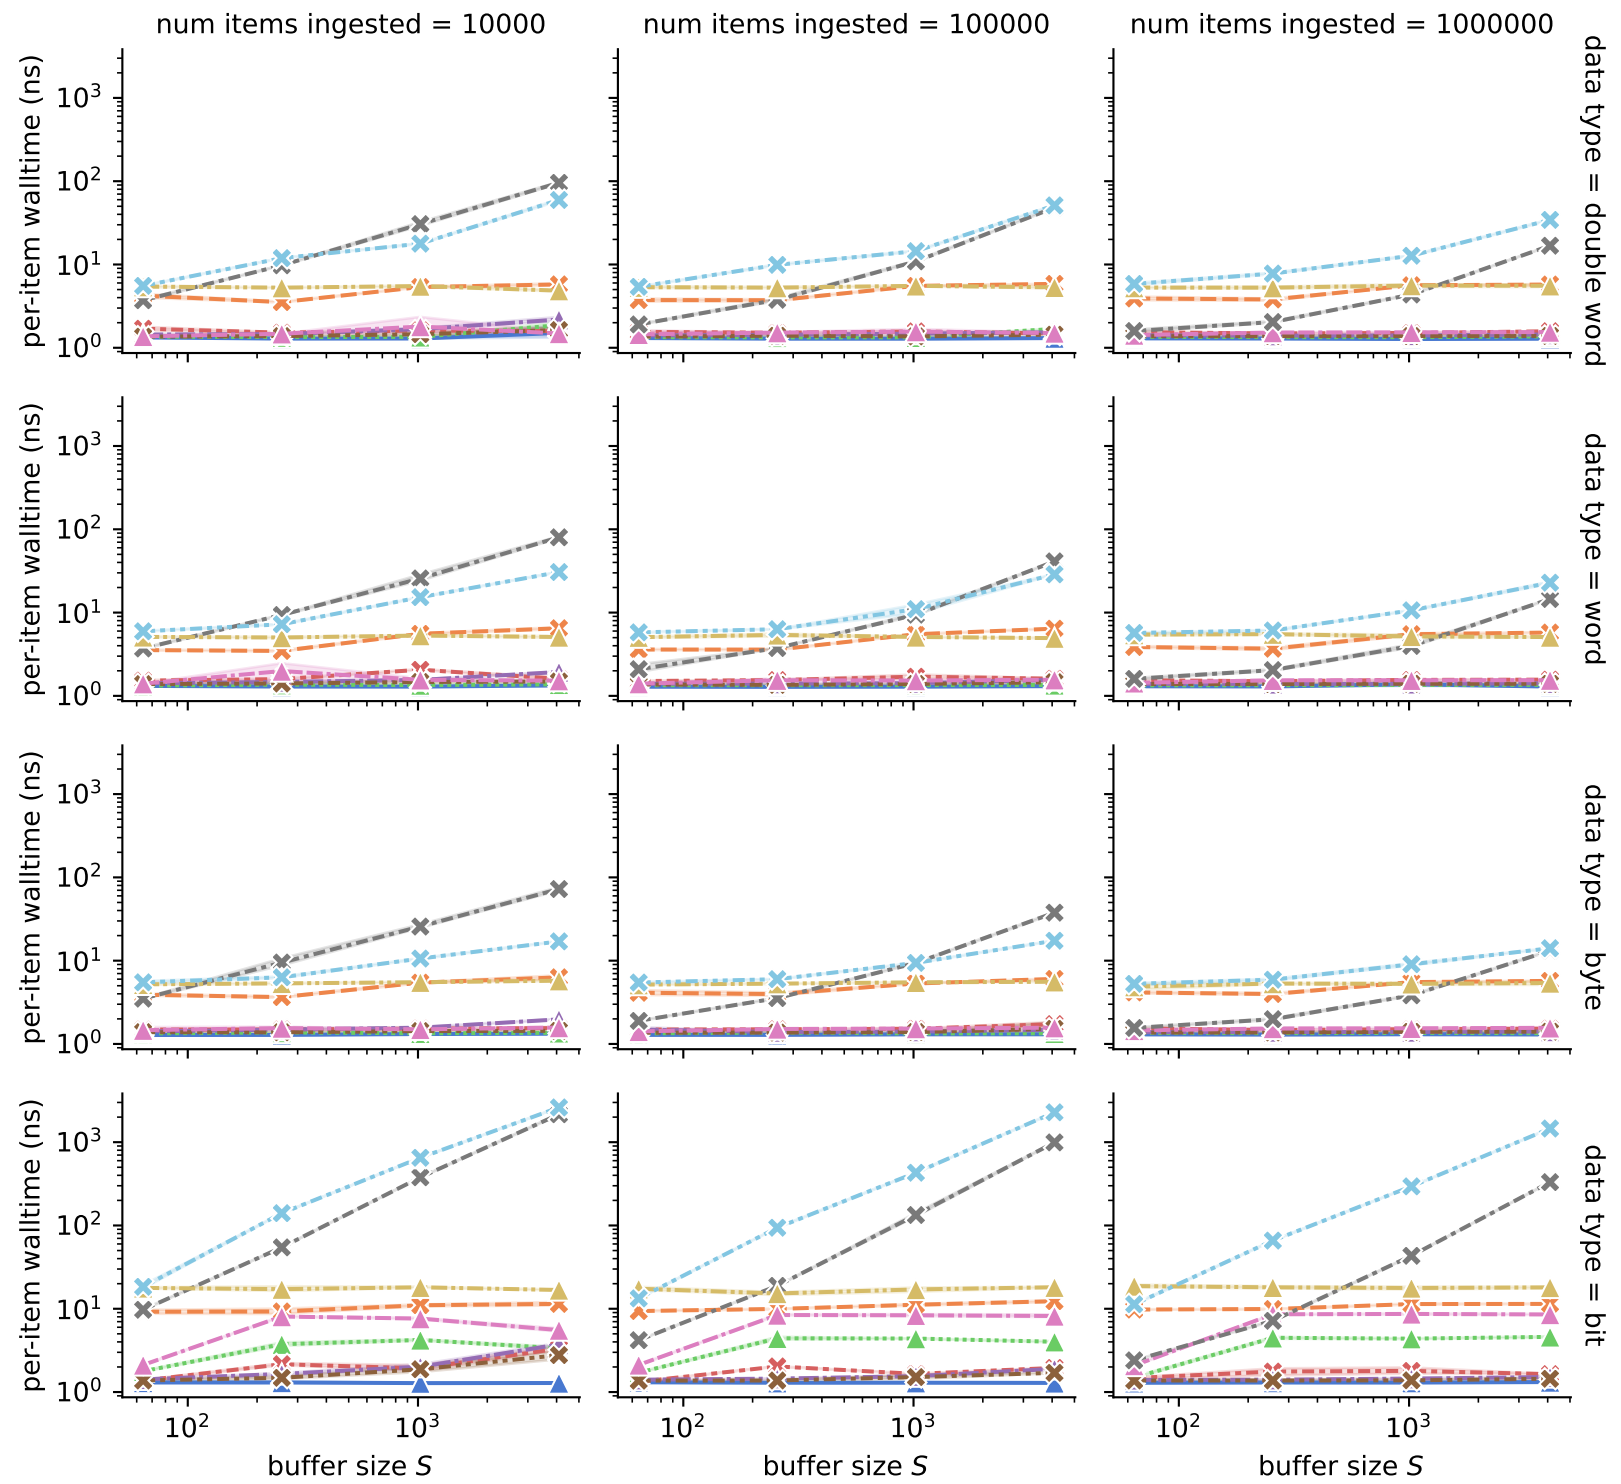 num items ingested = 10000
num items ingested = 100000
num items ingested = 1000000
per-item walltime (ns)
10³
10²
10¹
10⁰
data type = double word
per-item walltime (ns)
10³
10²
10¹
10⁰
data type = word
per-item walltime (ns)
10³
10²
10¹
10⁰
data type = byte
per-item walltime (ns)
10³
10²
10¹
10⁰
data type = bit
10² 10³
10² 10³
10² 10³
buffer size S
buffer size S
buffer size S